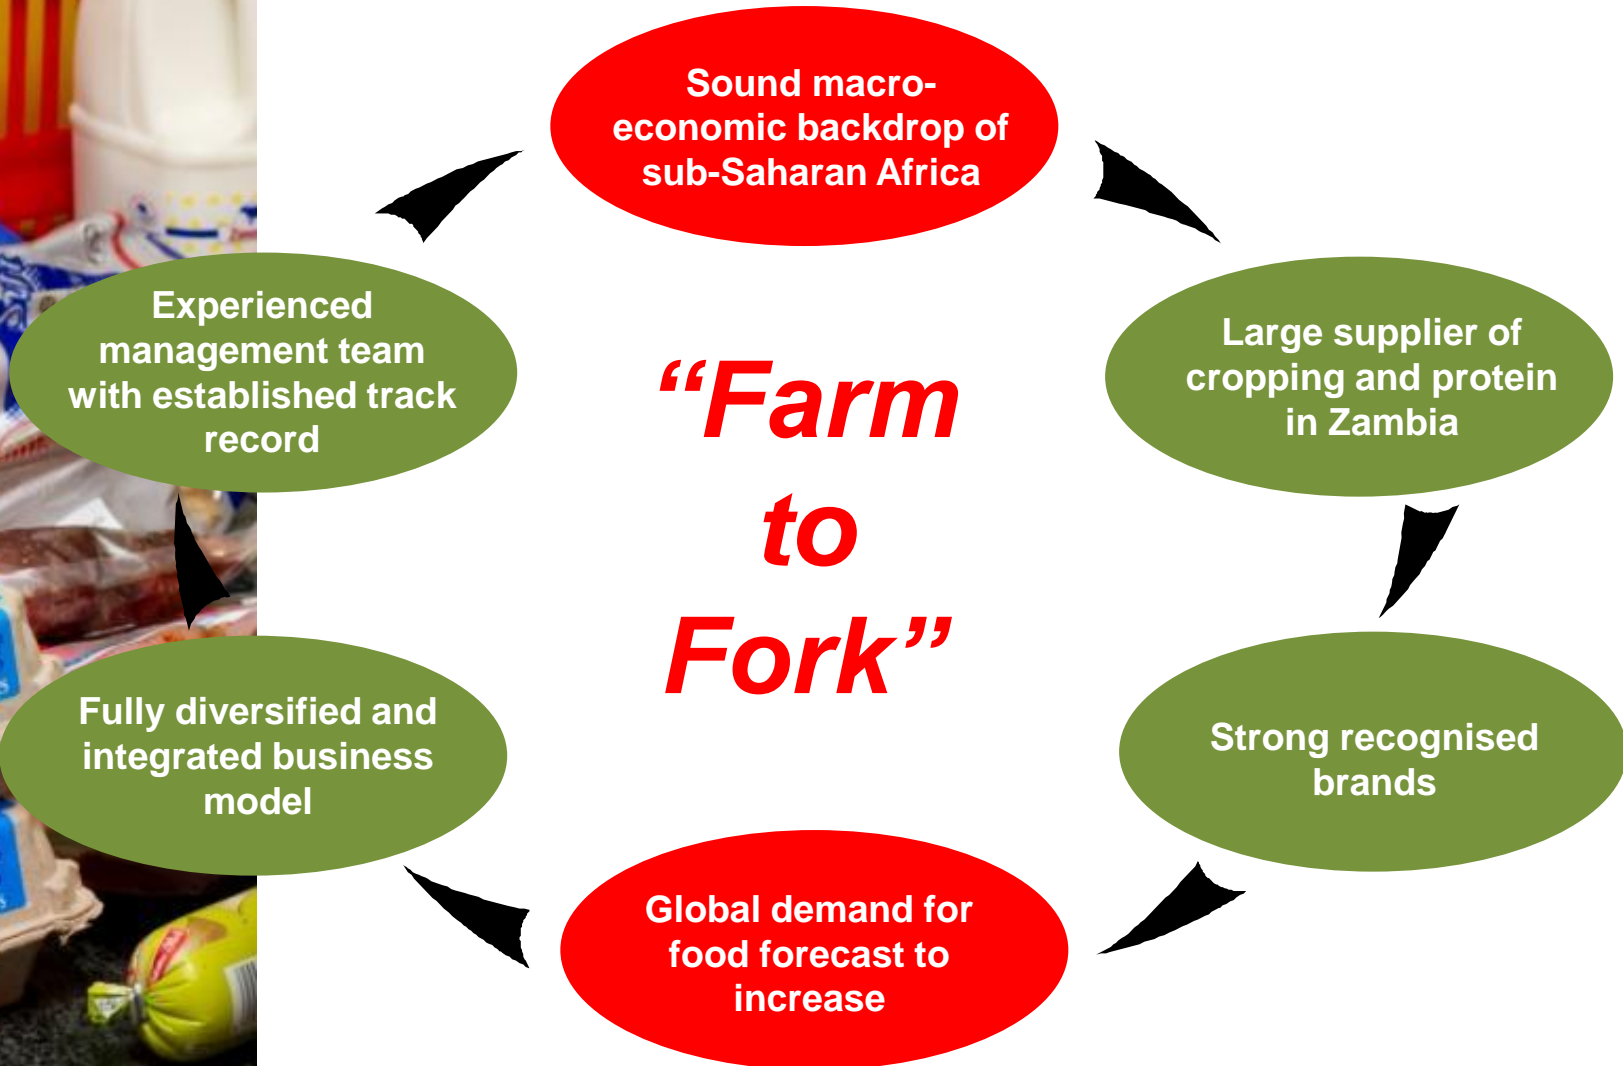 Sound macro-
economic backdrop of
sub-Saharan Africa
Large supplier of
cropping and protein
in Zambia
Strong recognised
brands
Global demand for
food forecast to
increase
Fully diversified and
integrated business
model
Experienced
management team
with established track
record
“Farm
to
Fork”